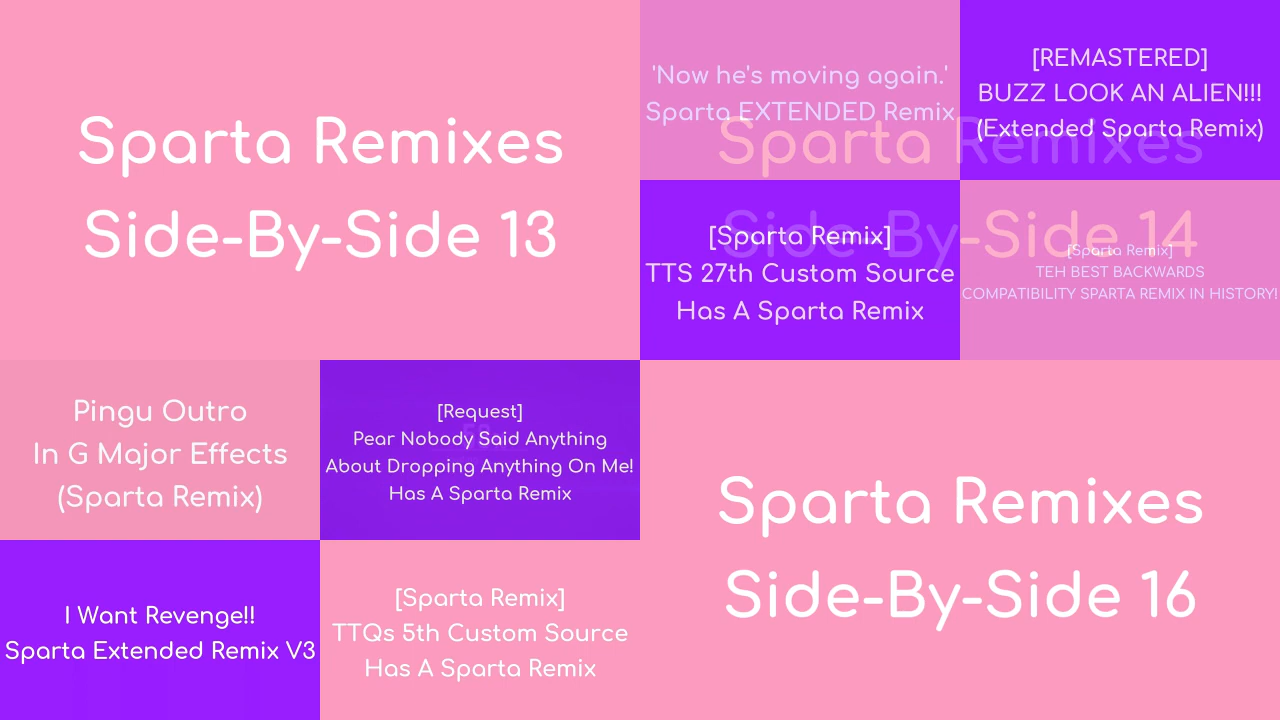 Sparta Remixes
Side-By-Side 13
'Now he's moving again.'
Sparta EXTENDED Remix
[REMASTERED]
BUZZ LOOK AN ALIEN!!!
(Extended Sparta Remix)
Sparta Remixes
Side-By-Side 14
[Sparta Remix]
TTS 27th Custom Source
Has A Sparta Remix
[Sparta Remix]
TEH BEST BACKWARDS
COMPATIBILITY SPARTA REMIX IN HISTORY!
Pingu Outro
In G Major Effects
(Sparta Remix)
[Request]
Pear Nobody Said Anything
About Dropping Anything On Me!
Has A Sparta Remix
I Want Revenge!!
Sparta Extended Remix V3
[Sparta Remix]
TTQs 5th Custom Source
Has A Sparta Remix
Sparta Remixes
Side-By-Side 16